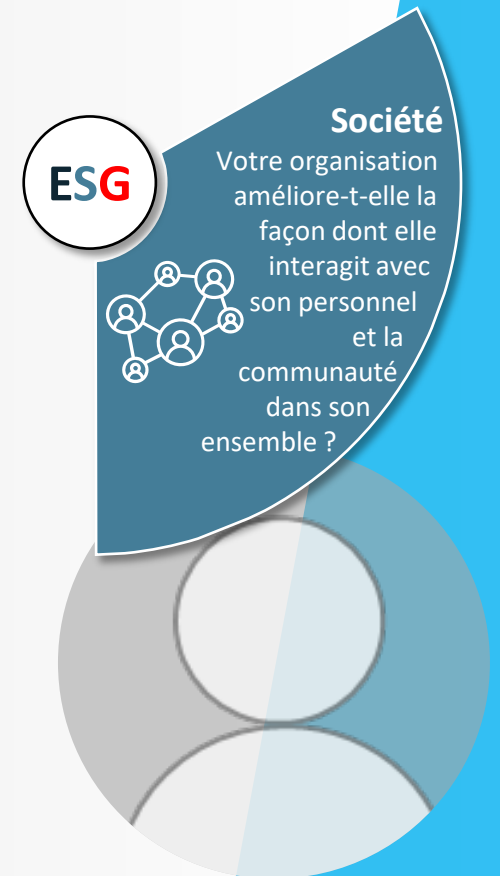 Société
Votre organisation
améliore-t-elle la
façon dont elle
interagit avec
son personnel
et la
communauté
dans son
ensemble ?
ESG